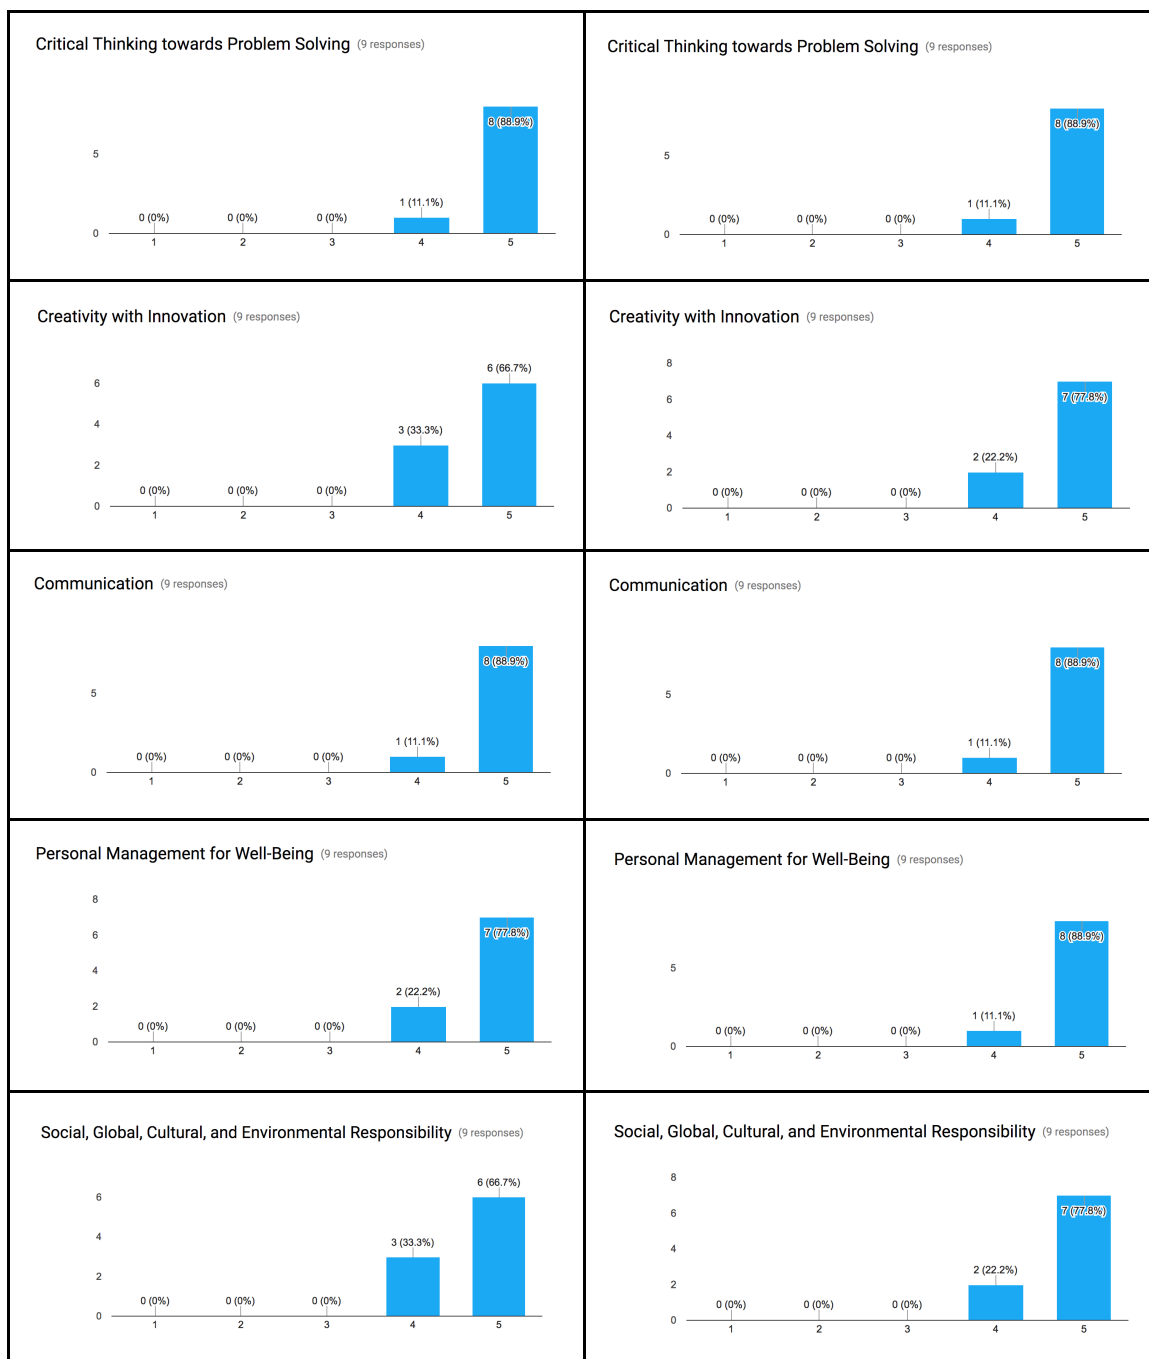 Critical Thinking towards Problem Solving (9 responses)
8 (88.9%)
5
1 (11.1%)
0 (0%) 0 (0%) 0 (0%)
0
1 2 3 4 5
Critical Thinking towards Problem Solving (9 responses)
8 (88.9%)
5
1 (11.1%)
0 (0%) 0 (0%) 0 (0%)
0
1 2 3 4 5
Creativity with Innovation (9 responses)
6 (66.7%)
6
3 (33.3%)
4
2
0 (0%) 0 (0%) 0 (0%)
0
1 2 3 4 5
Creativity with Innovation (9 responses)
8
7 (77.8%)
6
4
2 (22.2%)
2
0 (0%) 0 (0%) 0 (0%)
0
1 2 3 4 5
Communication (9 responses)
8 (88.9%)
5
1 (11.1%)
0 (0%) 0 (0%) 0 (0%)
0
1 2 3 4 5
Communication (9 responses)
8 (88.9%)
5
1 (11.1%)
0 (0%) 0 (0%) 0 (0%)
0
1 2 3 4 5
Personal Management for Well-Being (9 responses)
8
7 (77.8%)
6
4
2 (22.2%)
2
0 (0%) 0 (0%) 0 (0%)
0
1 2 3 4 5
Personal Management for Well-Being (9 responses)
8 (88.9%)
5
1 (11.1%)
0 (0%) 0 (0%) 0 (0%)
0
1 2 3 4 5
Social, Global, Cultural, and Environmental Responsibility (9 responses)
6 (66.7%)
6
3 (33.3%)
4
2
0 (0%) 0 (0%) 0 (0%)
0
1 2 3 4 5
Social, Global, Cultural, and Environmental Responsibility (9 responses)
8
7 (77.8%)
6
4
2 (22.2%)
2
0 (0%) 0 (0%) 0 (0%)
0
1 2 3 4 5